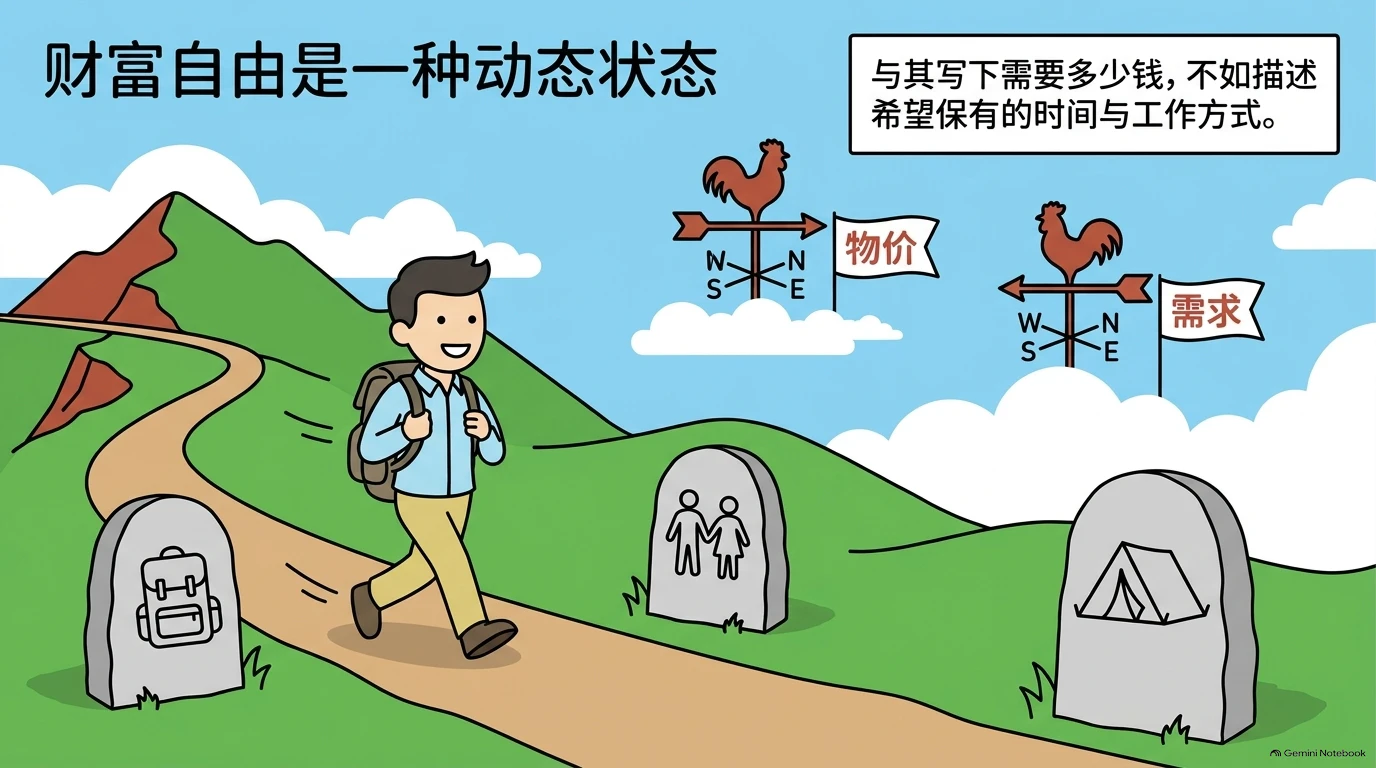 财富自由是一种动态状态
与其写下需要多少钱，不如描述
希望保有的时间与工作方式。
物价
N N
S E
需求
W N
S E
Gemini Notebook